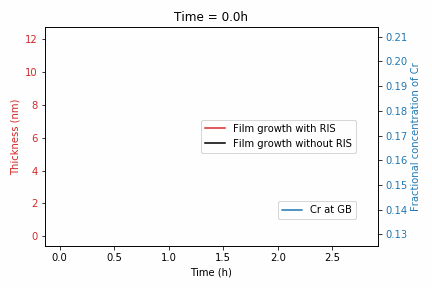 Time = 0.0h
12
10
8
6
4
2
0
Thickness (nm)
0.21
0.20
0.19
0.18
0.17
0.16
0.15
0.14
0.13
Fractional concentration of Cr
Film growth with RIS
Film growth without RIS
Cr at GB
0.0 0.5 1.0 1.5 2.0 2.5
Time (h)